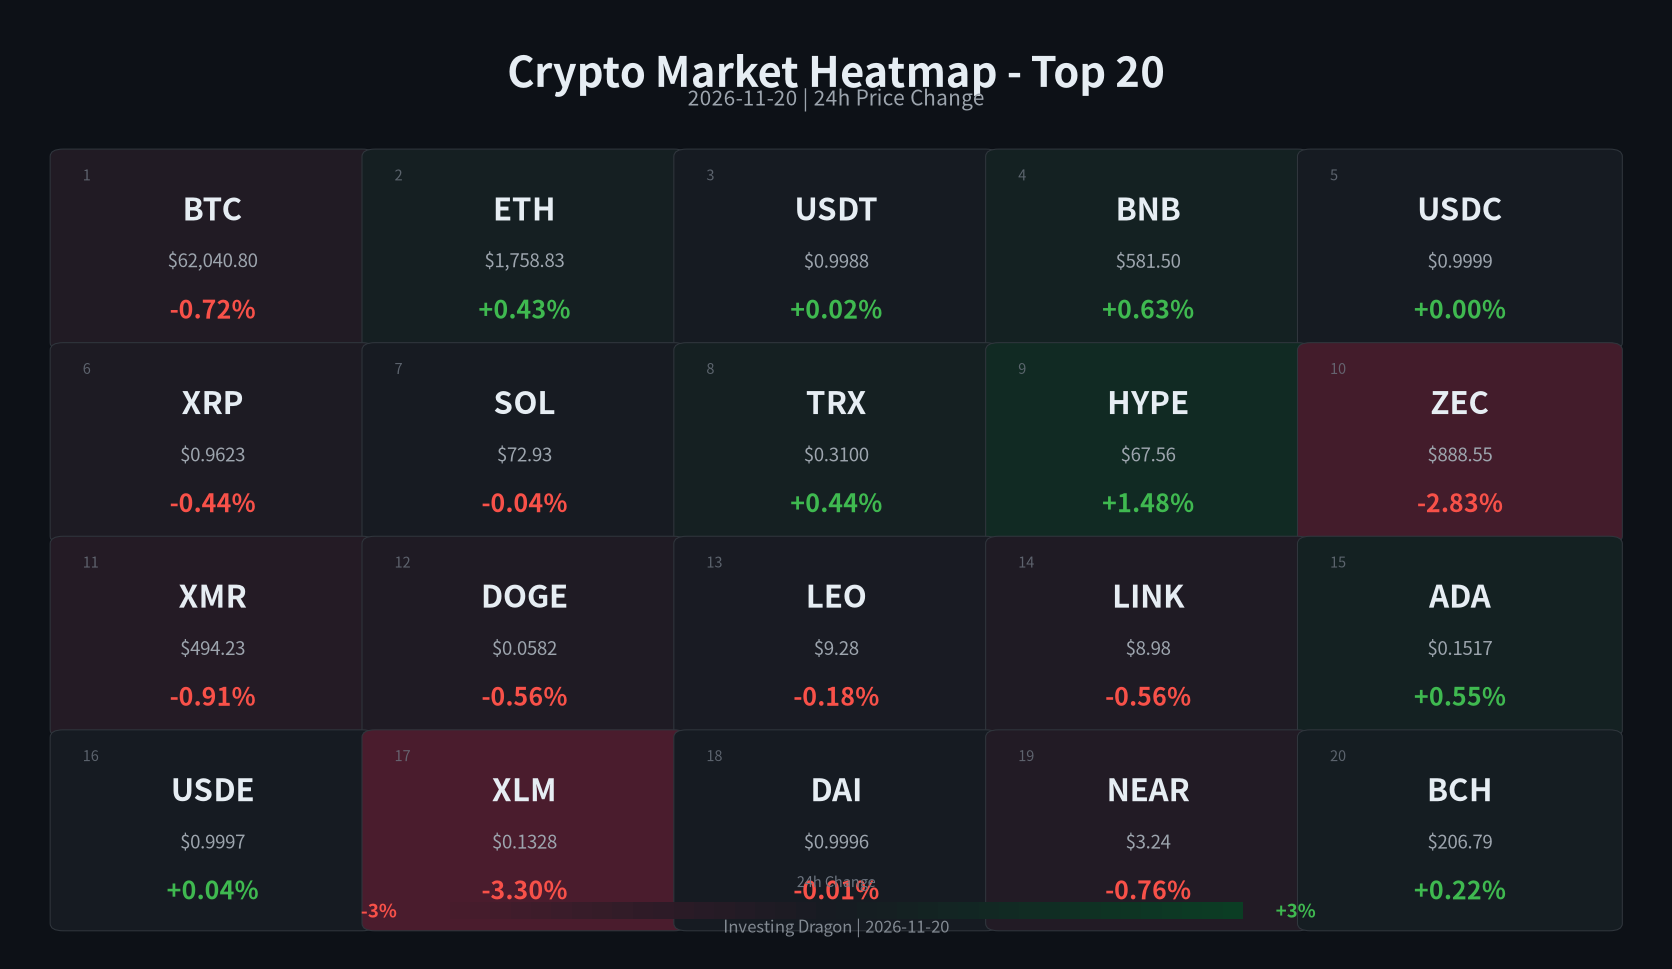 Crypto Market Heatmap - Top 20
2026-11-20 | 24h Price Change
1
BTC
$62,040.80
-0.72%
2
ETH
$1,758.83
+0.43%
3
USDT
$0.9988
+0.02%
4
BNB
$581.50
+0.63%
5
USDC
$0.9999
+0.00%
6
XRP
$0.9623
-0.44%
7
SOL
$72.93
-0.04%
8
TRX
$0.3100
+0.44%
9
HYPE
$67.56
+1.48%
10
ZEC
$888.55
-2.83%
11
XMR
$494.23
-0.91%
12
DOGE
$0.0582
-0.56%
13
LEO
$9.28
-0.18%
14
LINK
$8.98
-0.56%
15
ADA
$0.1517
+0.55%
16
USDE
$0.9997
+0.04%
17
XLM
$0.1328
-3.30%
18
DAI
$0.9996
-0.01%
19
NEAR
$3.24
-0.76%
20
BCH
$206.79
+0.22%
24h Change
-3%
+3%
Investing Dragon | 2026-11-20